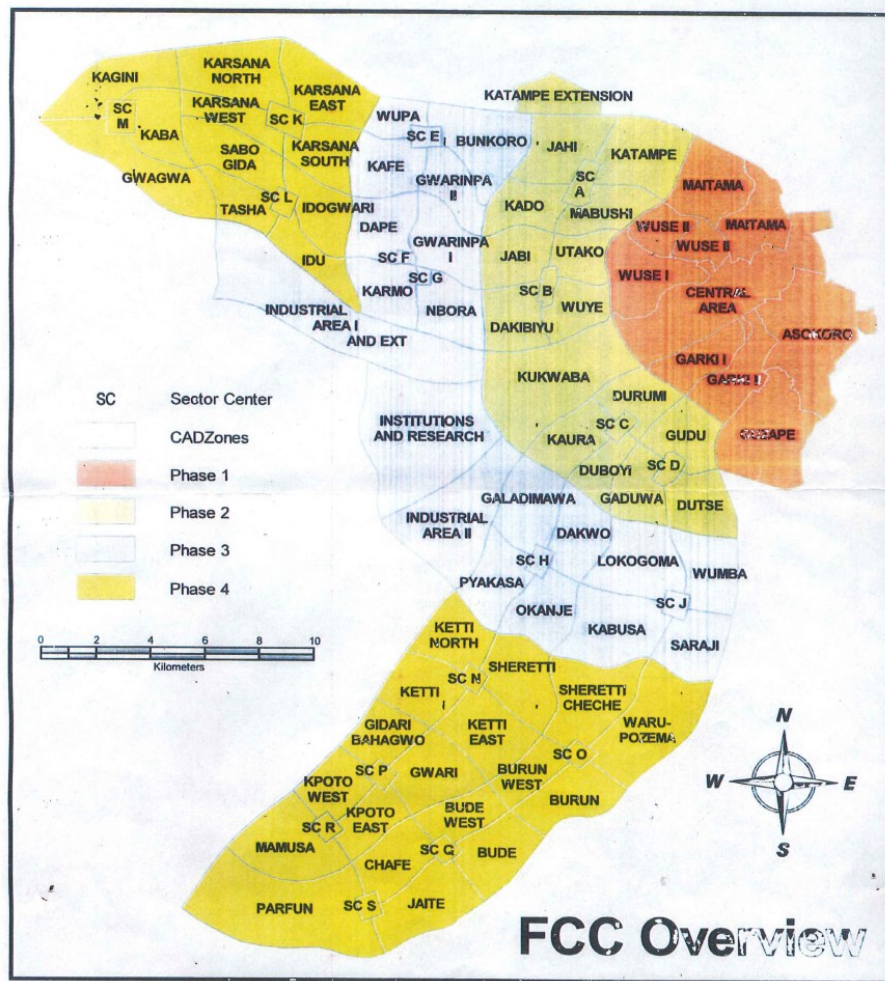 KAGINI
KARSANA
NORTH
KARSANA
EAST
KARSANA
WEST
SC
M
SC K
KABA
SABO
GIDA
KARSANA
SOUTH
GWAGWA
SC L
TASHA
IDOGWARI
IDU
WUPA
SC E
BUNKORO
KAFE
GWARINPA
II
DAPE
GWARINPA
I
SC F
SC G
KARMO
NBORA
INDUSTRIAL
AREA I
AND EXT
KATAMPE EXTENSION
JAHI
KATAMPE
SC
A
KADO
MABUSHI
JABI
UTAKO
SC B
WUYE
DAKIBIYU
KUKWABA
DURUMI
SC C
KAURA
GUDU
DUBOYI
SC D
GADUWA
DUTSE
MAITAMA
MAITAMA
WUSE II
WUSE II
WUSE I
CENTRAL
AREA
ASOKORO
GARKI I
GARKI II
INSTITUTIONS
AND RESEARCH
GALADIMAWA
INDUSTRIAL
AREA II
DAKWO
SC H
LOKOGOMA
WUMBA
PYAKASA
OKANJE
SC J
KABUSA
SARAJI
SC Sector Center
CADZones
Phase 1
Phase 2
Phase 3
Phase 4
0 2 4 6 8 10
Kilometers
KETTI
NORTH
SHERETTI
SC N
KETTI
SHERETTI
CHECHE
GIDARI
BAHAGWO
KETTI
EAST
WARU-
POZEMA
SC O
SC P
GWARI
BURUN
WEST
KPOTO
WEST
BURUN
KPOTO
EAST
BUDE
WEST
SC R
MAMUSA
SC Q
BUDE
CHAFE
PARFUN
SC S
JAITE
N
W E
S
FCC Overview